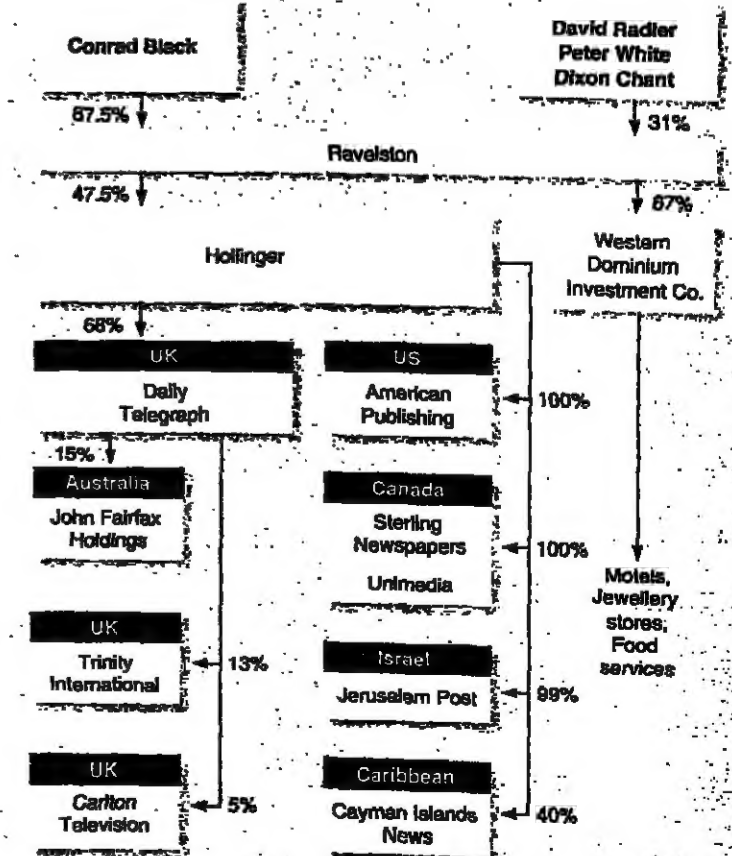 Conrad Black
David Radler
Peter White
Dixon Chant
67.5%
31%
Ravelston
47.5%
67%
Hollinger
Western
Dominium
Investment Co.
68%
UK
Daily
Telegraph
US
American
Publishing
100%
15%
Australia
John Fairfax
Holdings
Canada
Sterling
Newspapers
Unimedia
100%
Motels,
Jewellery
stores,
Food
services
UK
Trinity
International
13%
Israel
Jerusalem Post
99%
UK
Carlton
Television
5%
Caribbean
Cayman Islands
News
40%